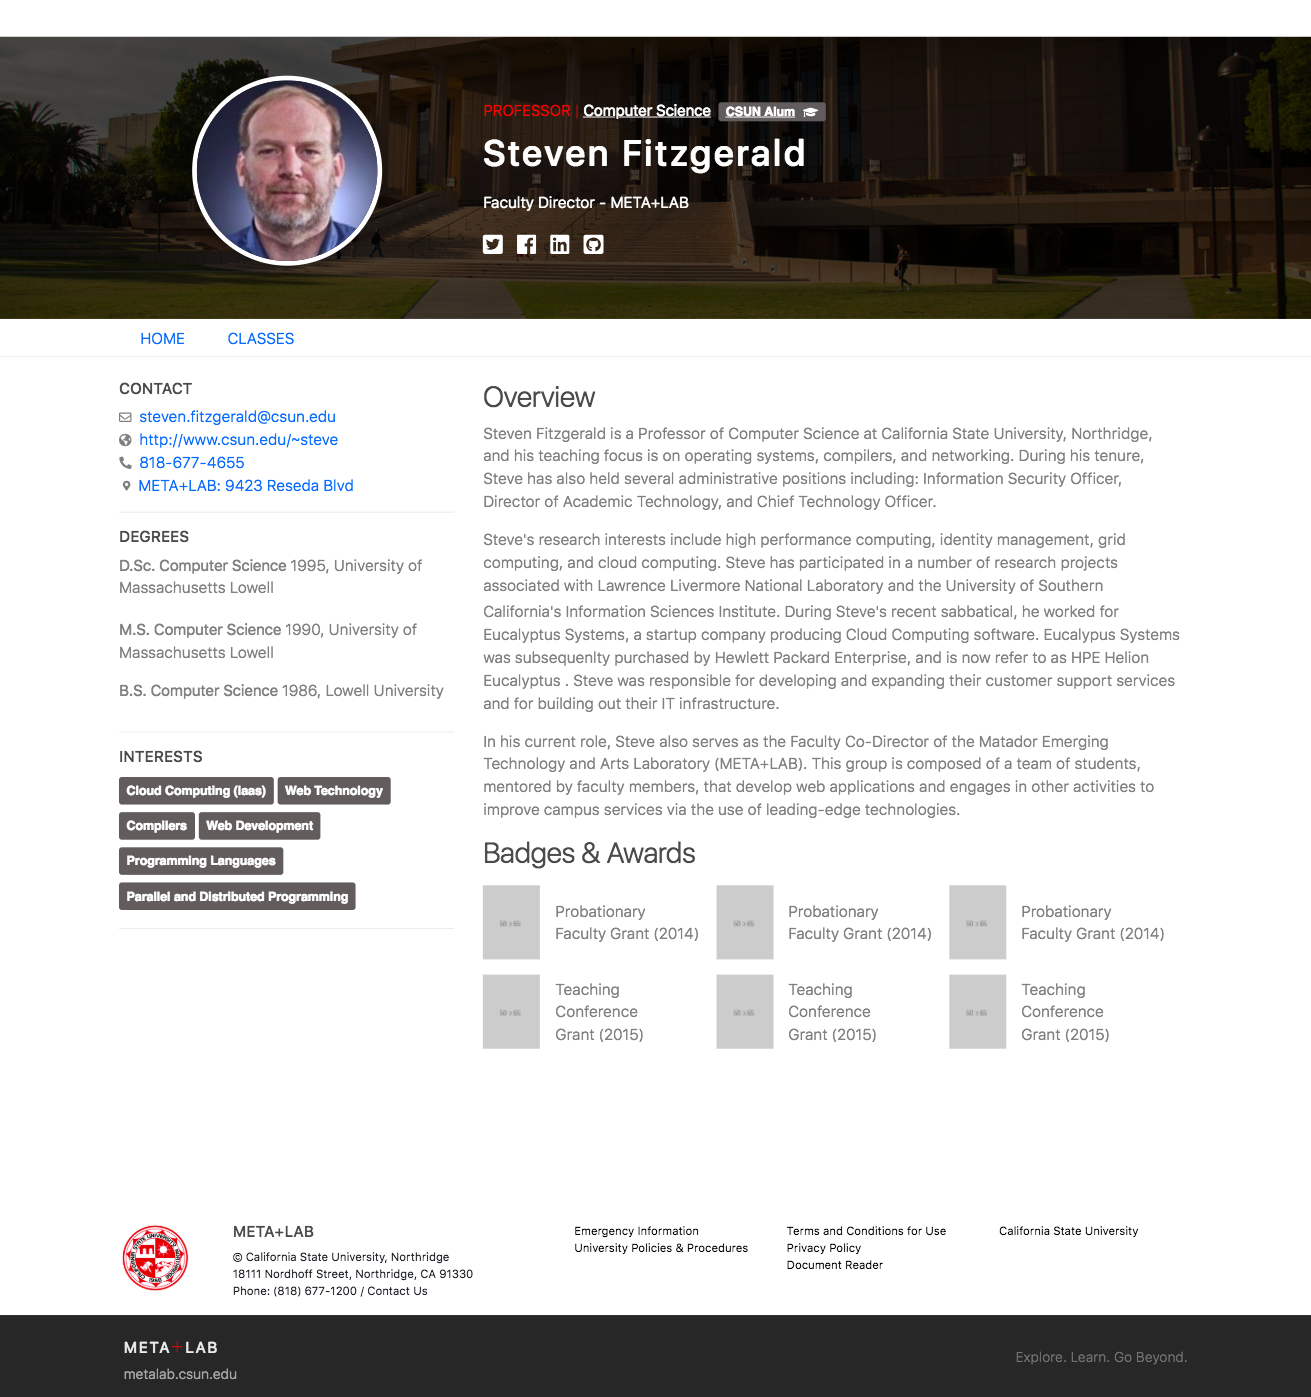 PROFESSOR | Computer Science CSUN Alum
Steven Fitzgerald
Faculty Director - META+LAB
HOME CLASSES
CONTACT
steven.fitzgerald@csun.edu
http://www.csun.edu/~steve
818-677-4655
META+LAB: 9423 Reseda Blvd
DEGREES
D.Sc. Computer Science 1995, University of
Massachusetts Lowell
M.S. Computer Science 1990, University of
Massachusetts Lowell
B.S. Computer Science 1986, Lowell University
INTERESTS
Cloud Computing (Iaas) Web Technology
Compilers Web Development
Programming Languages
Parallel and Distributed Programming
Overview
Steven Fitzgerald is a Professor of Computer Science at California State University, Northridge,
and his teaching focus is on operating systems, compilers, and networking. During his tenure,
Steve has also held several administrative positions including: Information Security Officer,
Director of Academic Technology, and Chief Technology Officer.
Steve's research interests include high performance computing, identity management, grid
computing, and cloud computing. Steve has participated in a number of research projects
associated with Lawrence Livermore National Laboratory and the University of Southern
California's Information Sciences Institute. During Steve's recent sabbatical, he worked for
Eucalyptus Systems, a startup company producing Cloud Computing software. Eucalypus Systems
was subsequenlty purchased by Hewlett Packard Enterprise, and is now refer to as HPE Helion
Eucalyptus . Steve was responsible for developing and expanding their customer support services
and for building out their IT infrastructure.
In his current role, Steve also serves as the Faculty Co-Director of the Matador Emerging
Technology and Arts Laboratory (META+LAB). This group is composed of a team of students,
mentored by faculty members, that develop web applications and engages in other activities to
improve campus services via the use of leading-edge technologies.
Badges & Awards
50 x 65 Probationary
Faculty Grant (2014)
50 x 65 Probationary
Faculty Grant (2014)
50 x 65 Probationary
Faculty Grant (2014)
50 x 65 Teaching
Conference
Grant (2015)
50 x 65 Teaching
Conference
Grant (2015)
50 x 65 Teaching
Conference
Grant (2015)
META+LAB
© California State University, Northridge
18111 Nordhoff Street, Northridge, CA 91330
Phone: (818) 677-1200 / Contact Us
Emergency Information
University Policies & Procedures
Terms and Conditions for Use
Privacy Policy
Document Reader
California State University
META+LAB
metalab.csun.edu
Explore. Learn. Go Beyond.